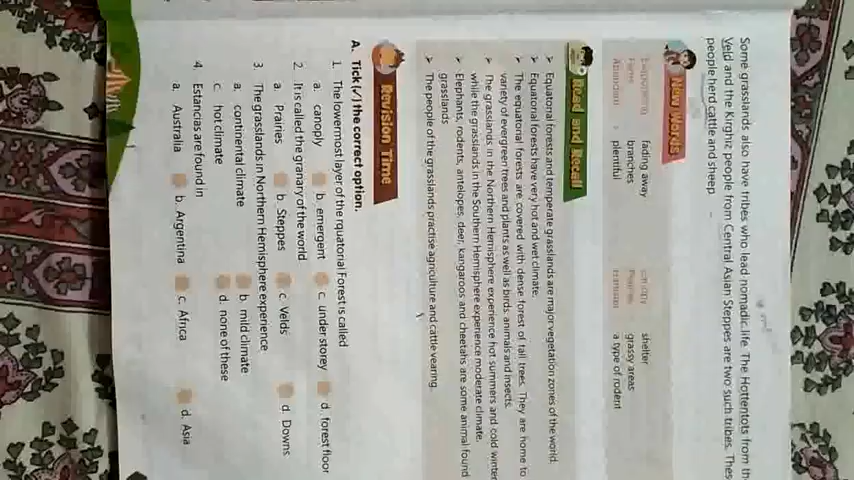 Some grasslands also have tribes who lead nomadic life. The Hottentots from th
Veld and the Kirghiz people from Central Asian Steppes are two such tribes. Thes
people herd cattle and sheep.
New Words
Evaporating fading away canopy shelter
branches grassy areas
Abundant plentiful a type of rodent
Read and Recall
➤ Equatorial forests and temperate grasslands are major vegetation zones of the world.
➤ Equatorial forests have very hot and wet climate.
➤ The equatorial forests are covered with dense forest of tall trees. They are home to
variety of evergreen trees and plants as well as birds, animals and insects.
➤ The grasslands in the Northern Hemisphere experience hot summers and cold winter
while the grasslands in the Southern Hemisphere experience moderate climate.
➤ Elephants, rodents, antelopes, deer, kangaroos and cheetahs are some animal found
grasslands
➤ The people of the grasslands practise agriculture and cattle rearing.
Revision Time
A. Tick (✓) the correct option.
1. The lowermost layer of the rquatorial Forest is called
a. canoply b. emergent c. under storey d. forest floor
2. It is called the granary of the world
a. Prairies b. Steppes c. Velds d. Downs
3. The grasslands in Northern Hemisphere experience
a. continental climate b. mild climate
c. hot climate d. none of these
4. Estancias are found in
a. Australia b. Argentina c. Africa d. Asia